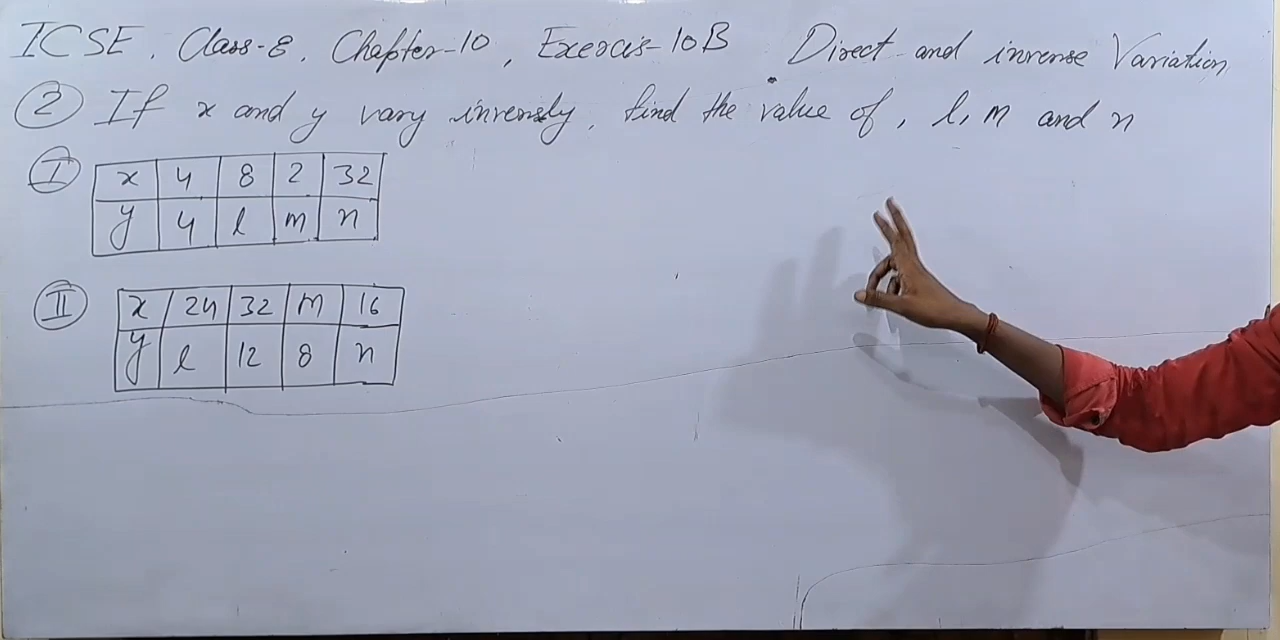 ICSE, Class-8, Chapter-10, Exercis-10B Direct and inverse Variation
② If x and y vary inversly, find the value of, l, m and n
Ⓘ
x 4 8 2 32
y 4 l m n
Ⅱ
x 24 32 m 16
y l 12 8 n